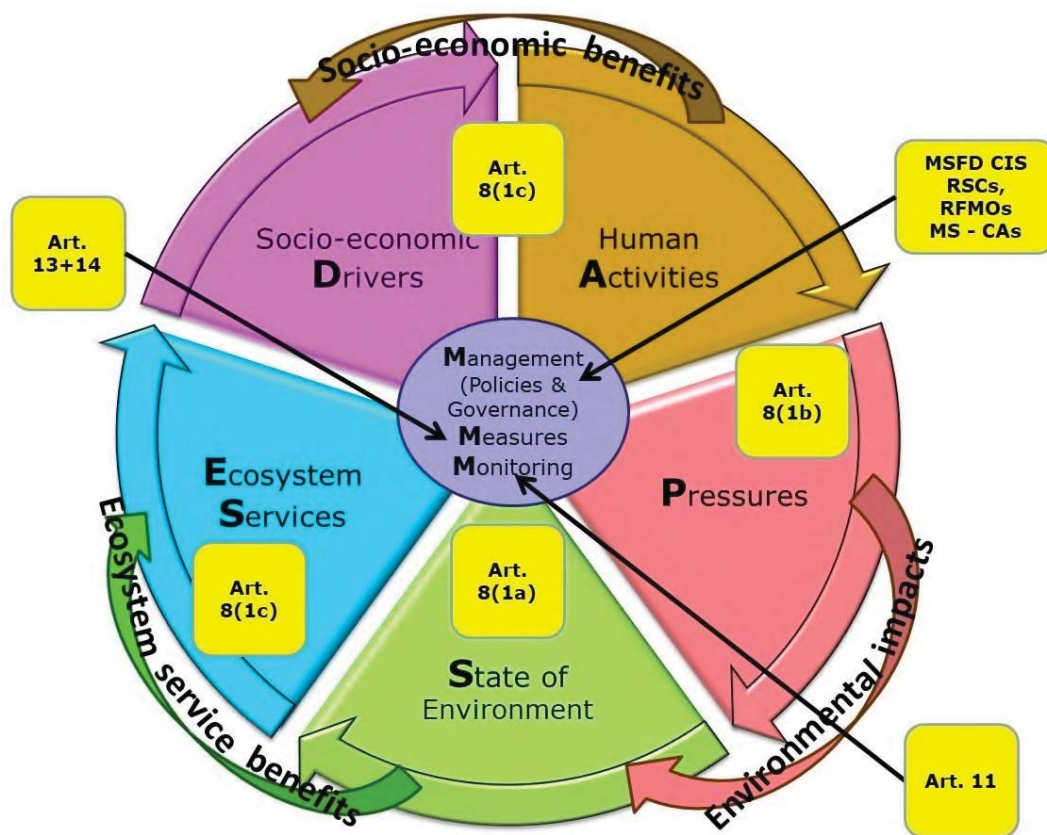 Socio-economic benefits
Art.
8(1c)
MSFD CIS
RSCs,
RFMOs
MS - CAs
Art.
13+14
Socio-economic
Drivers
Human
Activities
Management
(Policies &
Governance)
Measures
Monitoring
Art.
8(1b)
Ecosystem
Services
Pressures
Art.
8(1c)
Art.
8(1a)
State of
Environment
Ecosystem service benefits
Environmental impacts
Art. 11